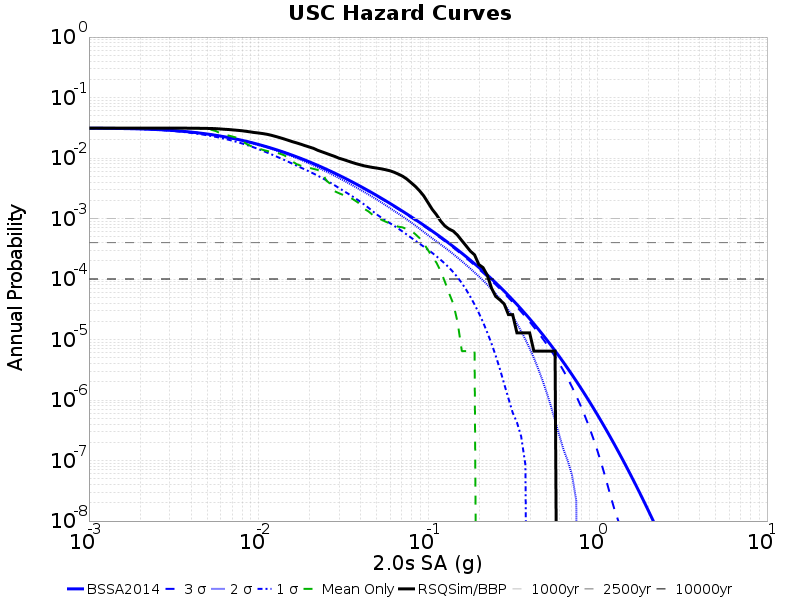 USC Hazard Curves
10^0
10^-1
10^-2
10^-3
10^-4
10^-5
10^-6
10^-7
10^-8
Annual Probability
10^-3 10^-2 10^-1 10^0 10^1
2.0s SA (g)
BSSA2014 3 σ 2 σ 1 σ Mean Only RSQSim/BBP 1000yr 2500yr 10000yr